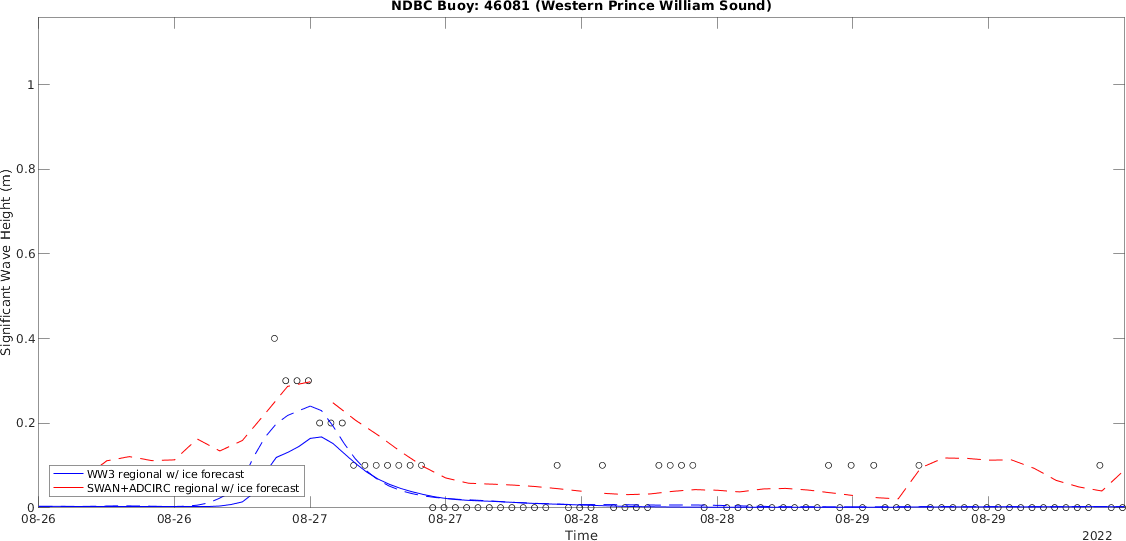 NDBC Buoy: 46081 (Western Prince William Sound)
Significant Wave Height (m)
1
0.8
0.6
0.4
0.2
0
WW3 regional w/ ice forecast
SWAN+ADCIRC regional w/ ice forecast
08-26 08-26 08-27 08-27 08-28 08-28 08-29 08-29
Time
2022